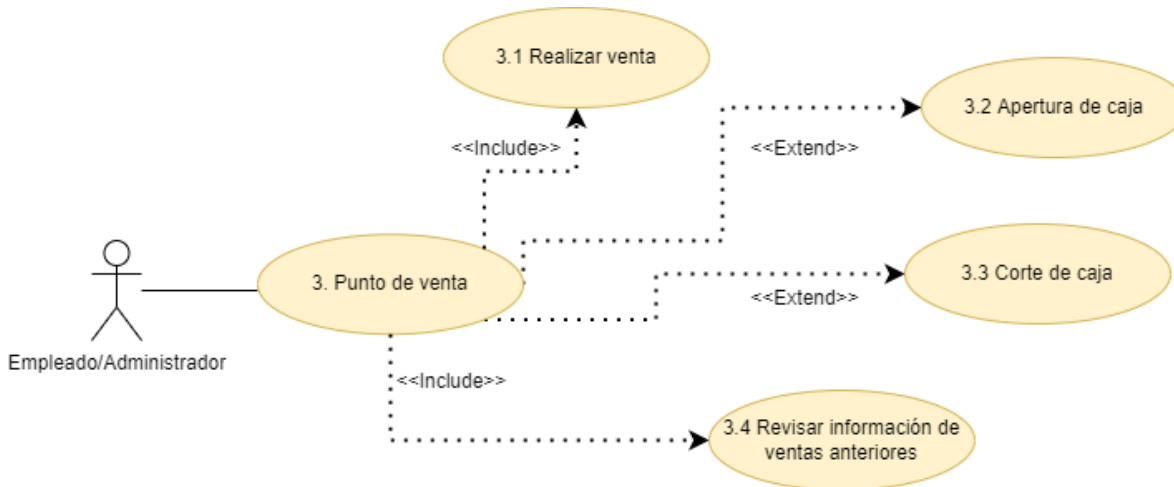 3.1 Realizar venta
3.2 Apertura de caja
<<Include>>
<<Extend>>
3. Punto de venta
3.3 Corte de caja
<<Extend>>
Empleado/Administrador
<<Include>>
3.4 Revisar información de
ventas anteriores